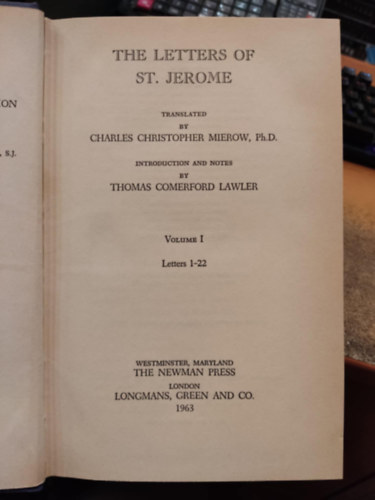 ON
, S.J.
THE LETTERS OF
ST. JEROME
TRANSLATED
BY
CHARLES CHRISTOPHER MIEROW, Ph.D.
INTRODUCTION AND NOTES
BY
THOMAS COMERFORD LAWLER
VOLUME I
Letters 1-22
WESTMINSTER, MARYLAND
THE NEWMAN PRESS
LONDON
LONGMANS, GREEN AND CO.
1963